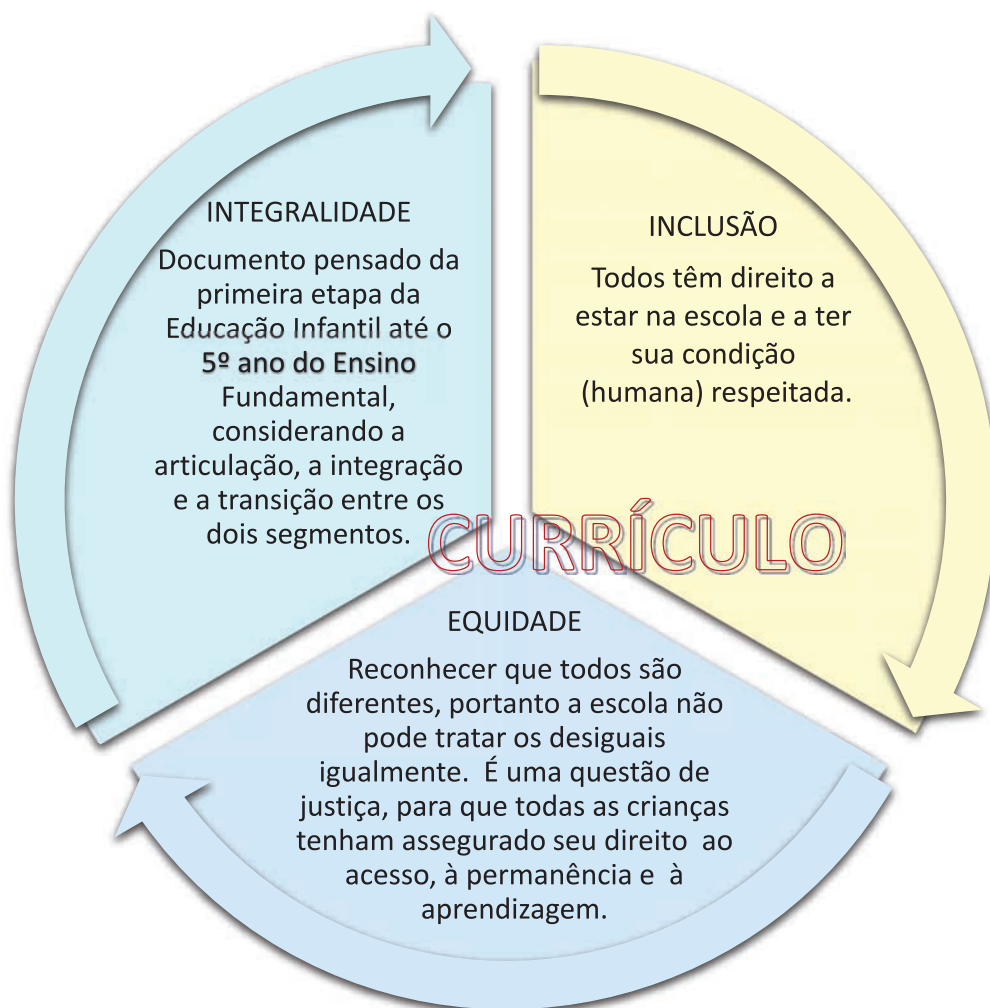 INTEGRALIDADE
Documento pensado da
primeira etapa da
Educação Infantil até o
5º ano do Ensino
Fundamental,
considerando a
articulação, a integração
e a transição entre os
dois segmentos.
INCLUSÃO
Todos têm direito a
estar na escola e a ter
sua condição
(humana) respeitada.
CURRÍCULO
EQUIDADE
Reconhecer que todos são
diferentes, portanto a escola não
pode tratar os desiguais
igualmente. É uma questão de
justiça, para que todas as crianças
tenham assegurado seu direito ao
acesso, à permanência e à
aprendizagem.